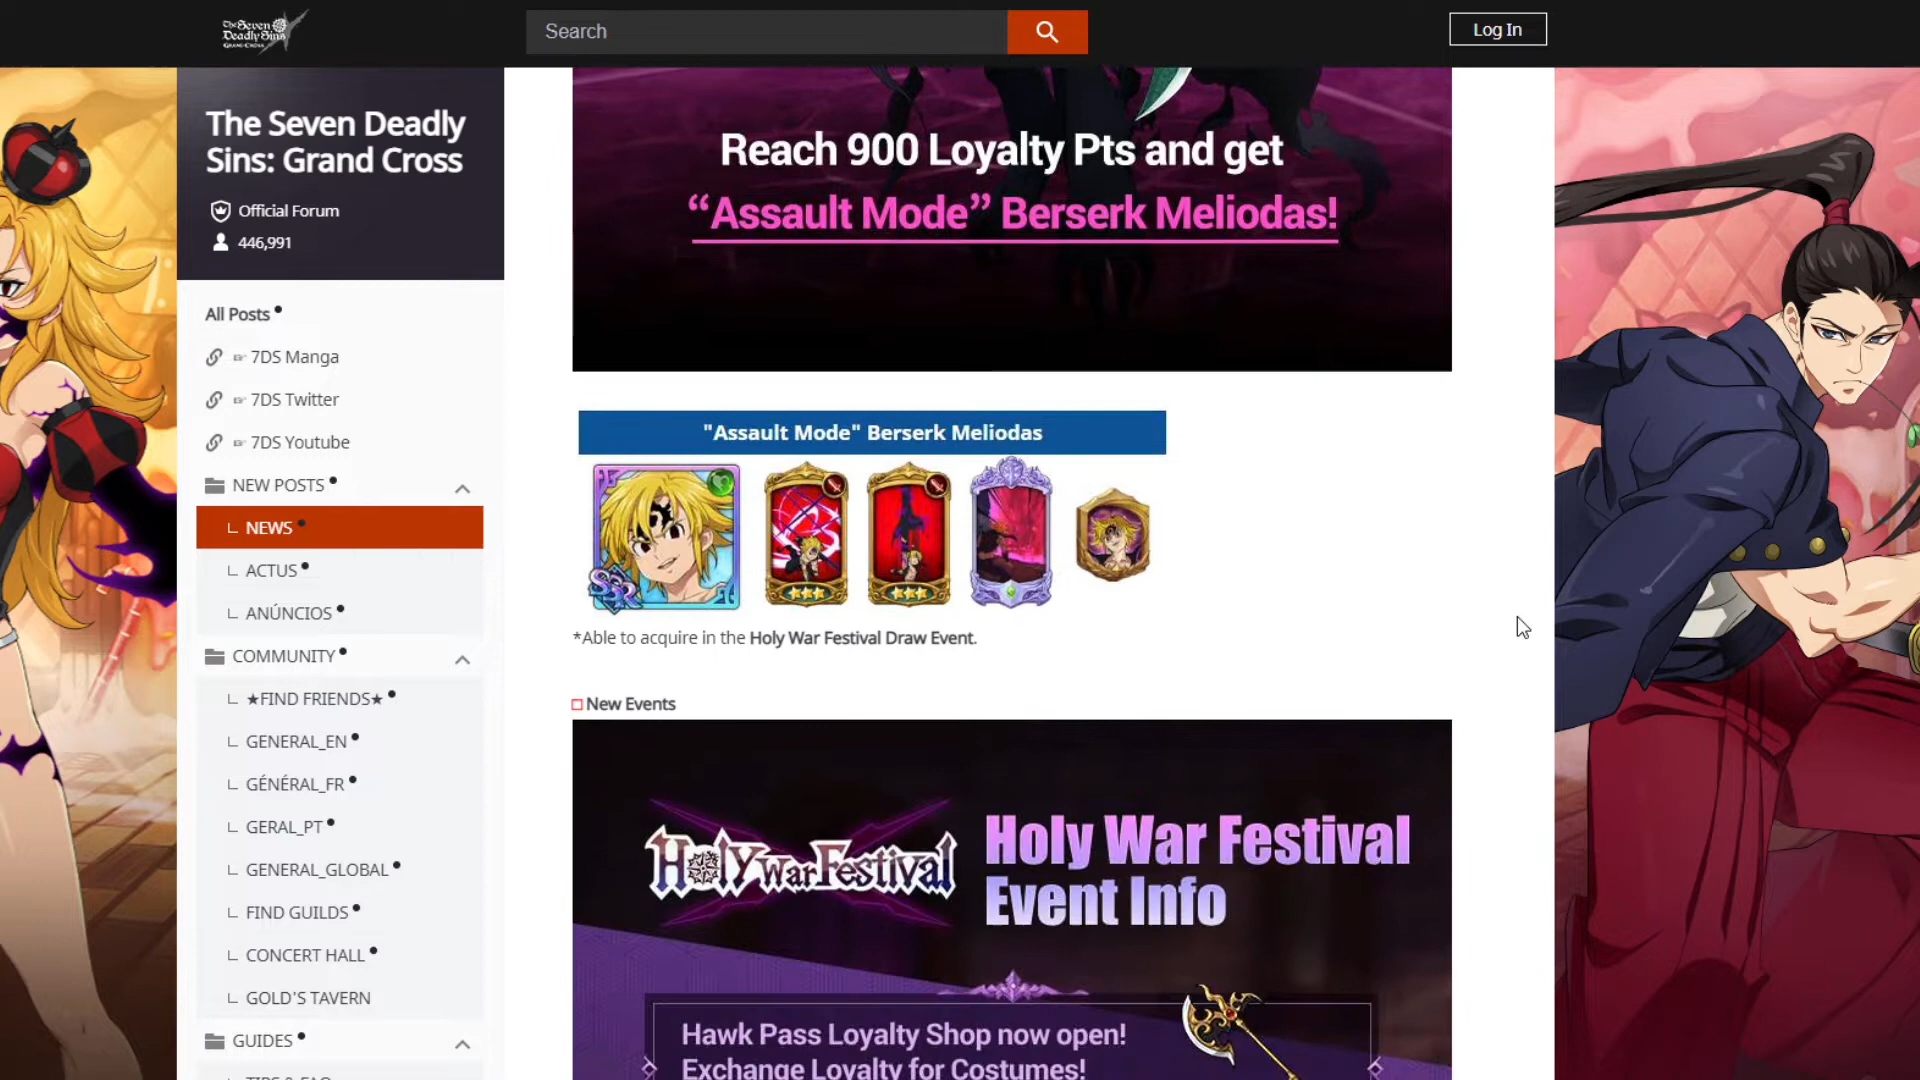 The Seven
Deadly Sins
GRAND CROSS
Search
Log In
The Seven Deadly
Sins: Grand Cross
Official Forum
446,991
All Posts
☞ 7DS Manga
☞ 7DS Twitter
☞ 7DS Youtube
NEW POSTS
NEWS
ACTUS
ANÚNCIOS
COMMUNITY
★FIND FRIENDS★
GENERAL_EN
GÉNÉRAL_FR
GERAL_PT
GENERAL_GLOBAL
FIND GUILDS
CONCERT HALL
GOLD'S TAVERN
GUIDES
TIPS & FAQ
Reach 900 Loyalty Pts and get
“Assault Mode” Berserk Meliodas!
"Assault Mode" Berserk Meliodas
SSR
*Able to acquire in the Holy War Festival Draw Event.
New Events
Holy War Festival
Holy War Festival
Event Info
Hawk Pass Loyalty Shop now open!
Exchange Loyalty for Costumes!